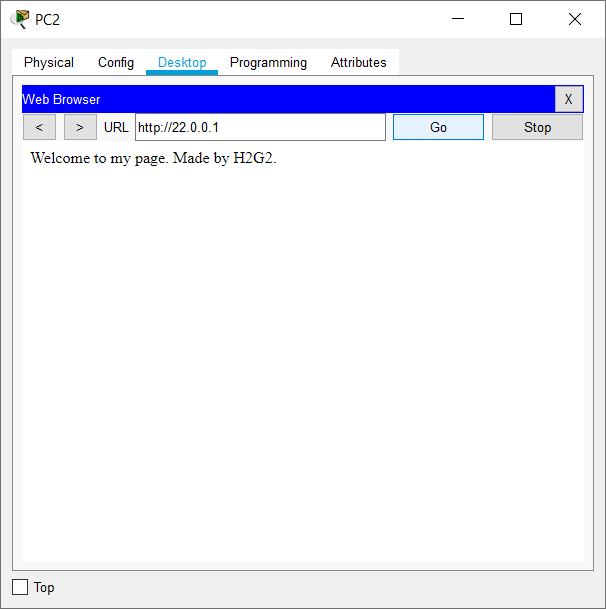 PC2
Physical Config Desktop Programming Attributes
Web Browser X
< > URL http://22.0.0.1 Go Stop
Welcome to my page. Made by H2G2.
Top